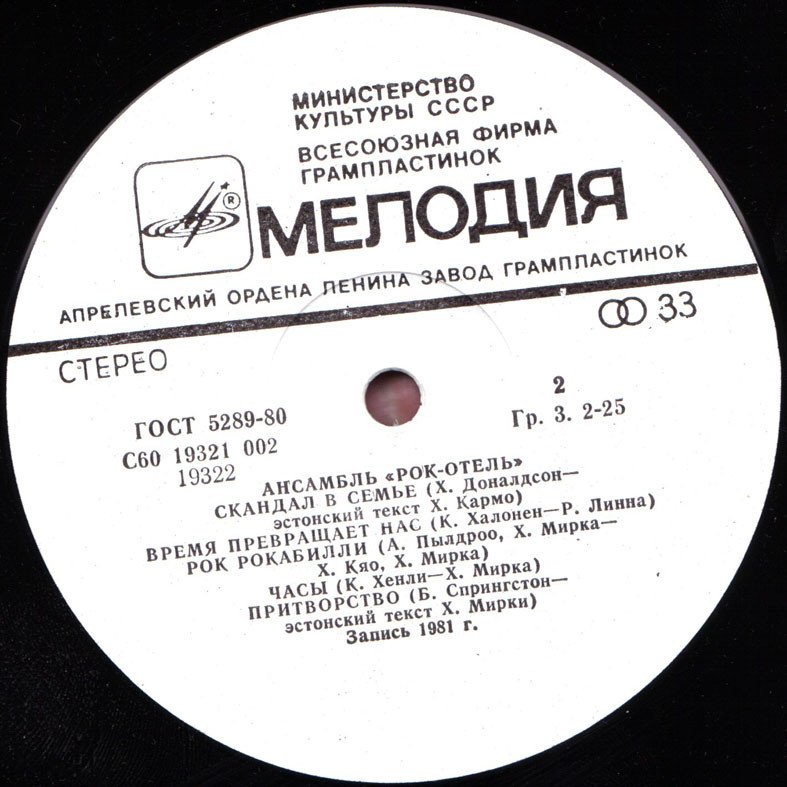 МИНИСТЕРСТВО
КУЛЬТУРЫ СССР
ВСЕСОЮЗНАЯ ФИРМА
ГРАМПЛАСТИНОК
®
МЕЛОДИЯ
АПРЕЛЕВСКИЙ ОРДЕНА ЛЕНИНА ЗАВОД ГРАМПЛАСТИНОК
СТЕРЕО
33
ГОСТ 5289-80
2
С60 19321 002
Гр. 3. 2-25
19322
АНСАМБЛЬ «РОК-ОТЕЛЬ»
СКАНДАЛ В СЕМЬЕ (Х. Доналдсон—
эстонский текст Х. Кармо)
ВРЕМЯ ПРЕВРАЩАЕТ НАС (К. Халонен—Р. Линна)
РОК РОКАБИЛЛИ (А. Пылдроо, Х. Мирка—
Х. Кяо, Х. Мирка)
ЧАСЫ (К. Хенли—Х. Мирка)
ПРИТВОРСТВО (Б. Спрингстон—
эстонский текст Х. Мирки)
Запись 1981 г.